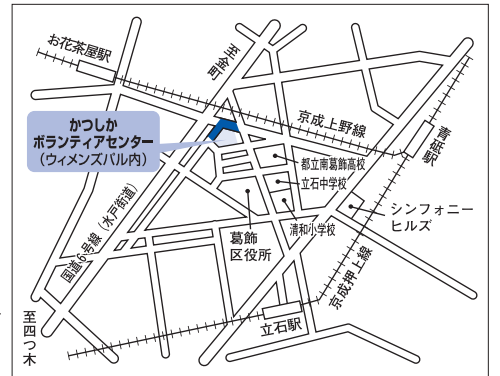 お花茶屋駅
至金町
かつしか
ボランティアセンター
（ウィメンズパル内）
京成上野線
青砥駅
都立南葛飾高校
立石中学校
シンフォニー
ヒルズ
清和小学校
葛飾
区役所
国道6号線（水戸街道）
京成押上線
立石駅
至四つ木